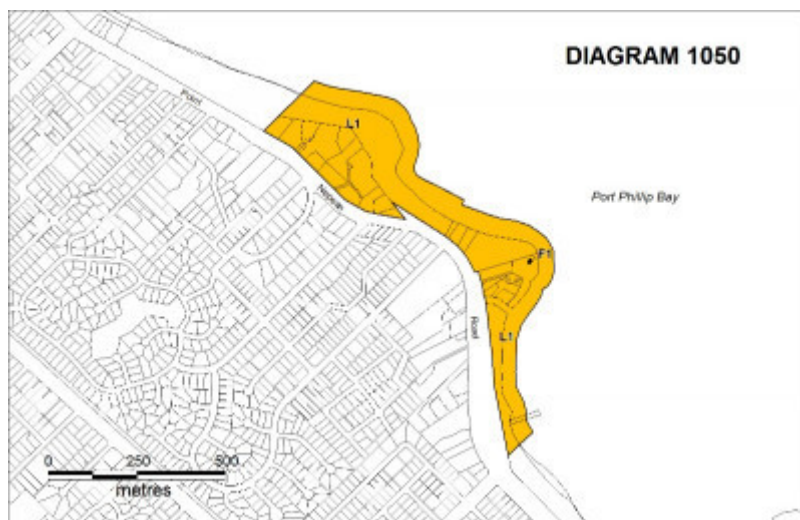 DIAGRAM 1050
Point
L1
Nepean
Port Phillip Bay
F1
Road
L1
0 250 500
metres